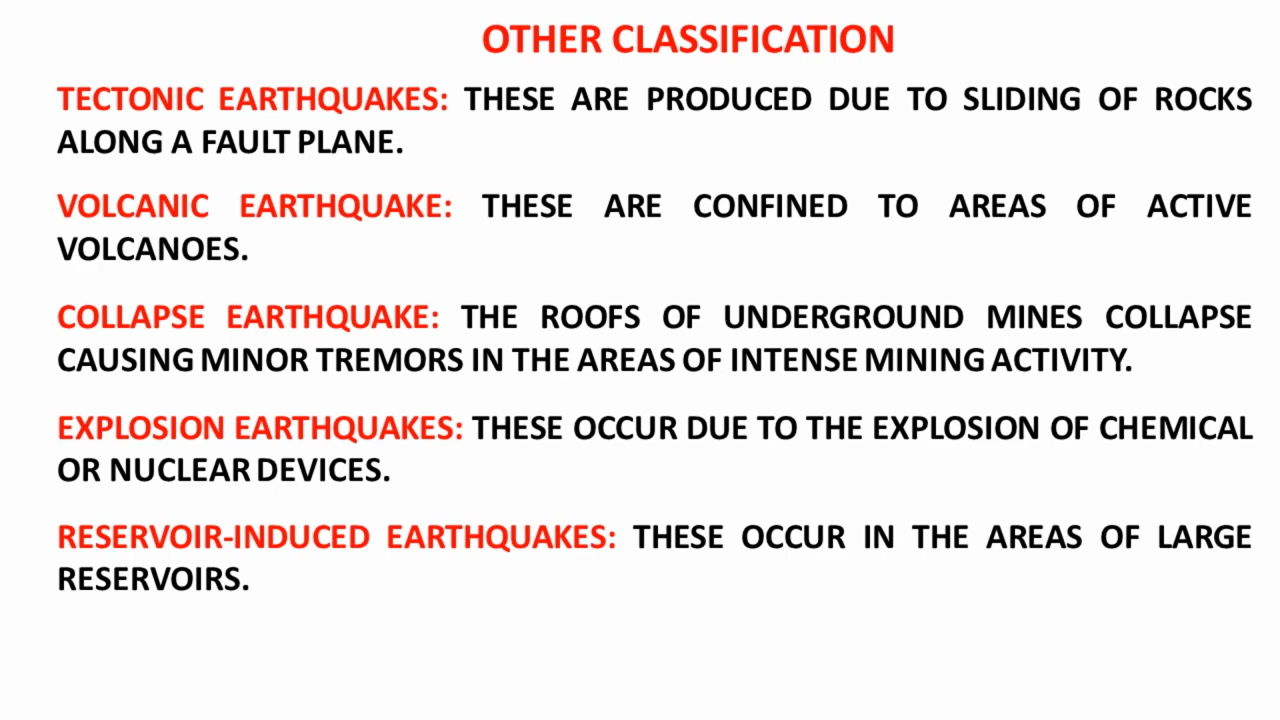 OTHER CLASSIFICATION
TECTONIC EARTHQUAKES: THESE ARE PRODUCED DUE TO SLIDING OF ROCKS
ALONG A FAULT PLANE.
VOLCANIC EARTHQUAKE: THESE ARE CONFINED TO AREAS OF ACTIVE
VOLCANOES.
COLLAPSE EARTHQUAKE: THE ROOFS OF UNDERGROUND MINES COLLAPSE
CAUSING MINOR TREMORS IN THE AREAS OF INTENSE MINING ACTIVITY.
EXPLOSION EARTHQUAKES: THESE OCCUR DUE TO THE EXPLOSION OF CHEMICAL
OR NUCLEAR DEVICES.
RESERVOIR-INDUCED EARTHQUAKES: THESE OCCUR IN THE AREAS OF LARGE
RESERVOIRS.